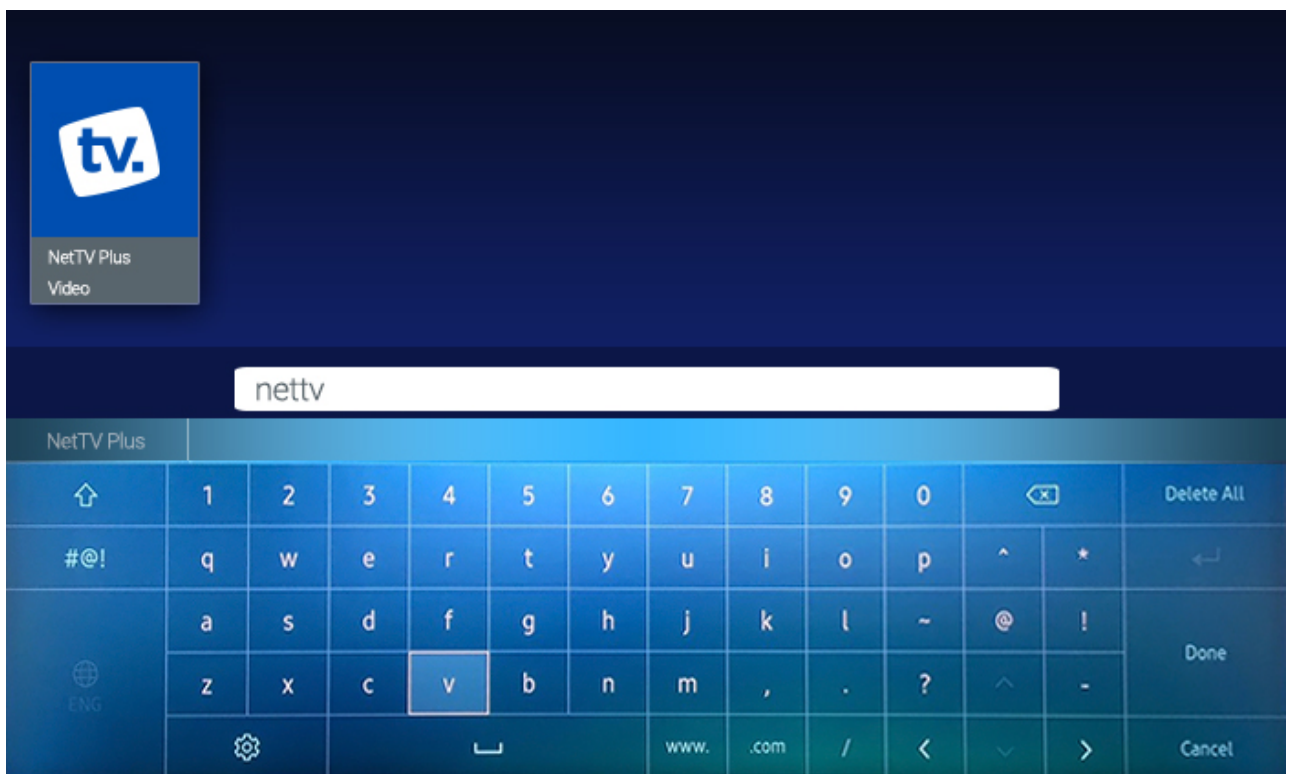 tv.
NetTV Plus
Video
nettv
NetTV Plus
1 2 3 4 5 6 7 8 9 0 Delete All
#@! q w e r t y u i o p ^ *
a s d f g h j k l ~ @ !
Done
ENG z x c v b n m , . ? ^ -
www. .com / < > Cancel